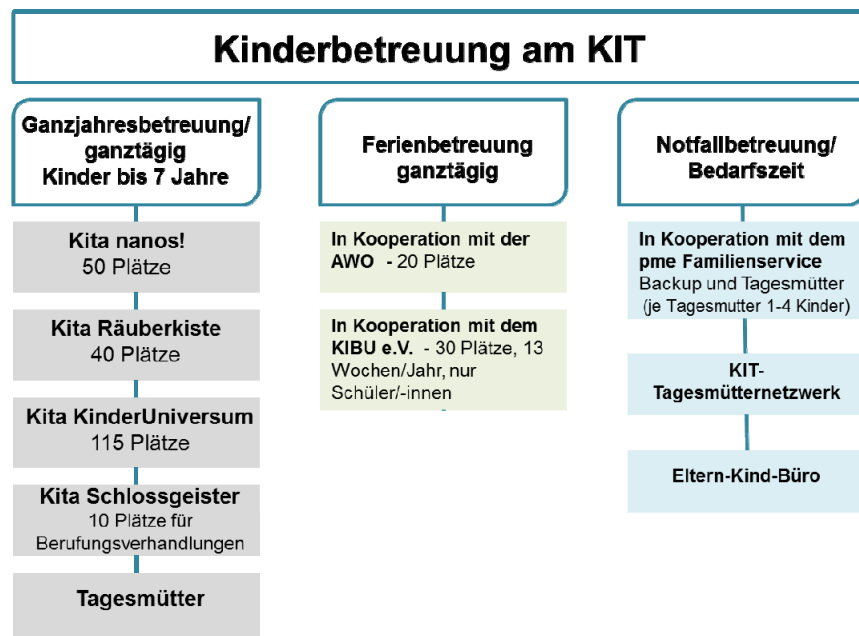 Kinderbetreuung am KIT
Ganzjahresbetreuung/
ganztägig
Kinder bis 7 Jahre
Kita nanos!
50 Plätze
Kita Räuberkiste
40 Plätze
Kita KinderUniversum
115 Plätze
Kita Schlossgeister
10 Plätze für
Berufungsverhandlungen
Tagesmütter
Ferienbetreuung
ganztägig
In Kooperation mit der
AWO - 20 Plätze
In Kooperation mit dem
KIBU e.V. - 30 Plätze, 13
Wochen/Jahr, nur
Schüler/-innen
Notfallbetreuung/
Bedarfszeit
In Kooperation mit dem
pme Familienservice
Backup und Tagesmütter
(je Tagesmutter 1-4 Kinder)
KIT-
Tagesmütternetzwerk
Eltern-Kind-Büro